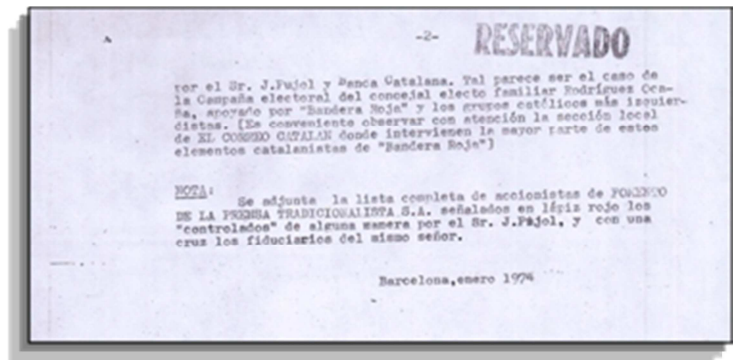 -2- RESERVADO
por el Sr. J.Pujol y Banca Catalana. Tal parece ser el caso de
la Campaña electoral del concejal electo familiar Rodríguez Oca-
ña, apoyado por "Bandera Roja" y los grupos católicos más izquier-
distas. [Es conveniente observar con atención la sección local
de EL CORREO CATALAN donde intervienen la mayor parte de estos
elementos catalanistas de "Bandera Roja"]
NOTA:
Se adjunta la lista completa de accionistas de FOMENTO
DE LA PRENSA TRADICIONALISTA S.A. señalados en lápiz rojo los
"controlados" de alguna manera por el Sr. J.Pujol, y con una
cruz los fiduciarios del mismo señor.
Barcelona,enero 1974